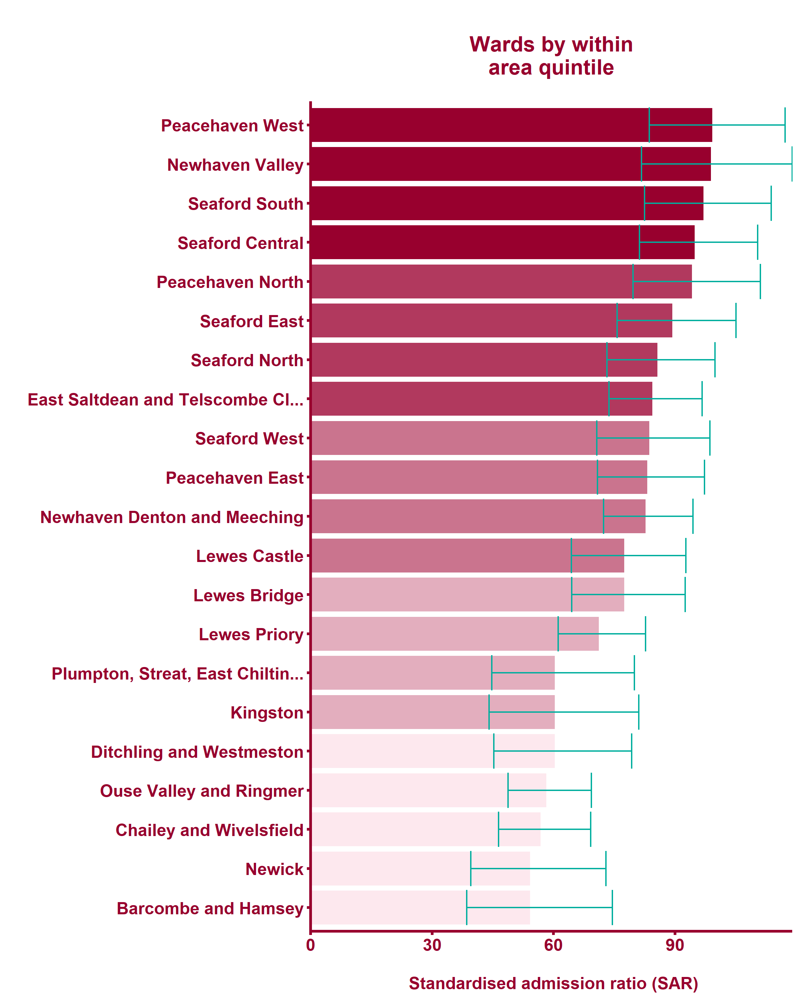 Wards by within
area quintile
Peacehaven West
Newhaven Valley
Seaford South
Seaford Central
Peacehaven North
Seaford East
Seaford North
East Saltdean and Telscombe Cl...
Seaford West
Peacehaven East
Newhaven Denton and Meeching
Lewes Castle
Lewes Bridge
Lewes Priory
Plumpton, Streat, East Chiltin...
Kingston
Ditchling and Westmeston
Ouse Valley and Ringmer
Chailey and Wivelsfield
Newick
Barcombe and Hamsey
0 30 60 90
Standardised admission ratio (SAR)